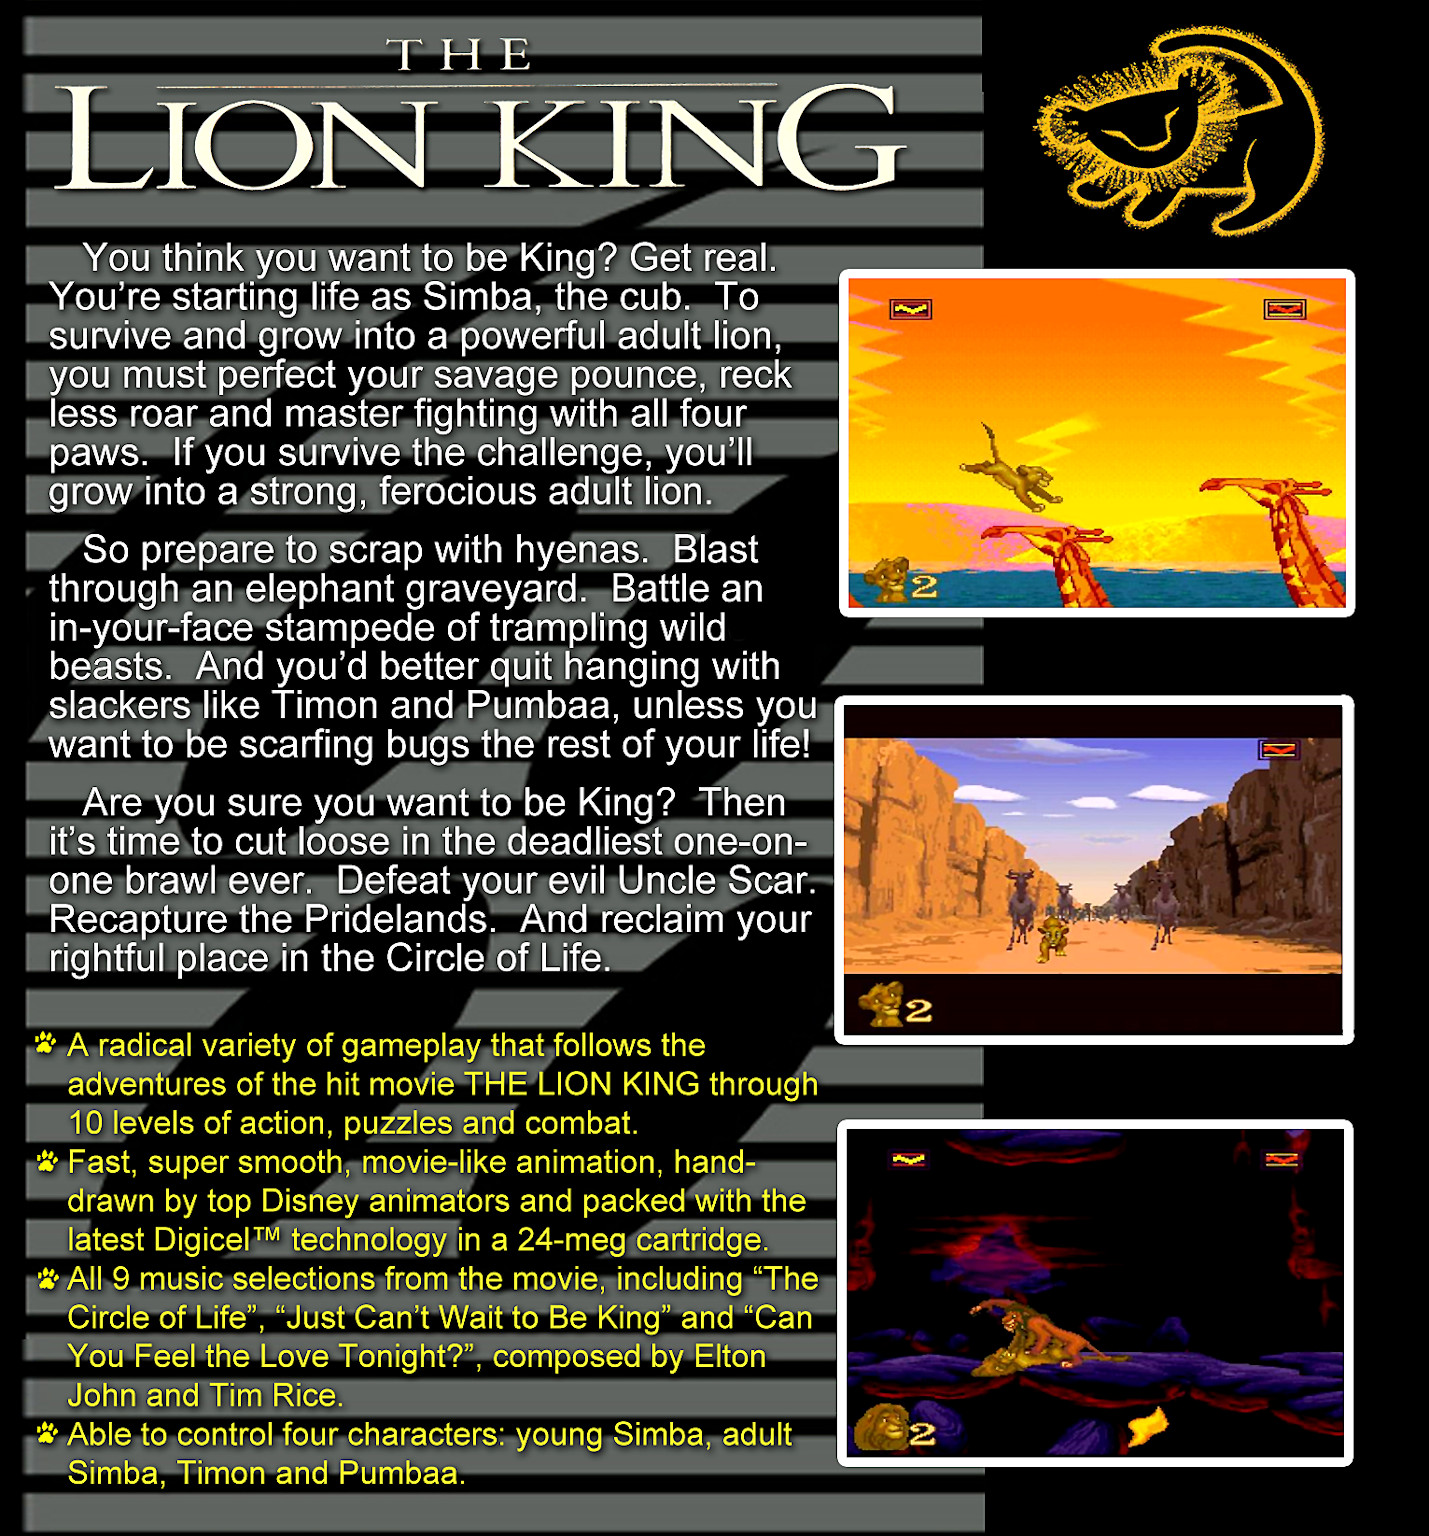 THE
LION KING
You think you want to be King? Get real.
You're starting life as Simba, the cub.  To
survive and grow into a powerful adult lion,
you must perfect your savage pounce, reck
less roar and master fighting with all four
paws.  If you survive the challenge, you'll
grow into a strong, ferocious adult lion.
So prepare to scrap with hyenas.  Blast
through an elephant graveyard.  Battle an
in-your-face stampede of trampling wild
beasts.  And you'd better quit hanging with
slackers like Timon and Pumbaa, unless you
want to be scarfing bugs the rest of your life!
Are you sure you want to be King?  Then
it's time to cut loose in the deadliest one-on-
one brawl ever.  Defeat your evil Uncle Scar.
Recapture the Pridelands.  And reclaim your
rightful place in the Circle of Life.
A radical variety of gameplay that follows the
adventures of the hit movie THE LION KING through
10 levels of action, puzzles and combat.
Fast, super smooth, movie-like animation, hand-
drawn by top Disney animators and packed with the
latest Digicel™ technology in a 24-meg cartridge.
All 9 music selections from the movie, including “The
Circle of Life”, “Just Can't Wait to Be King” and “Can
You Feel the Love Tonight?”, composed by Elton
John and Tim Rice.
Able to control four characters: young Simba, adult
Simba, Timon and Pumbaa.
2
2
2